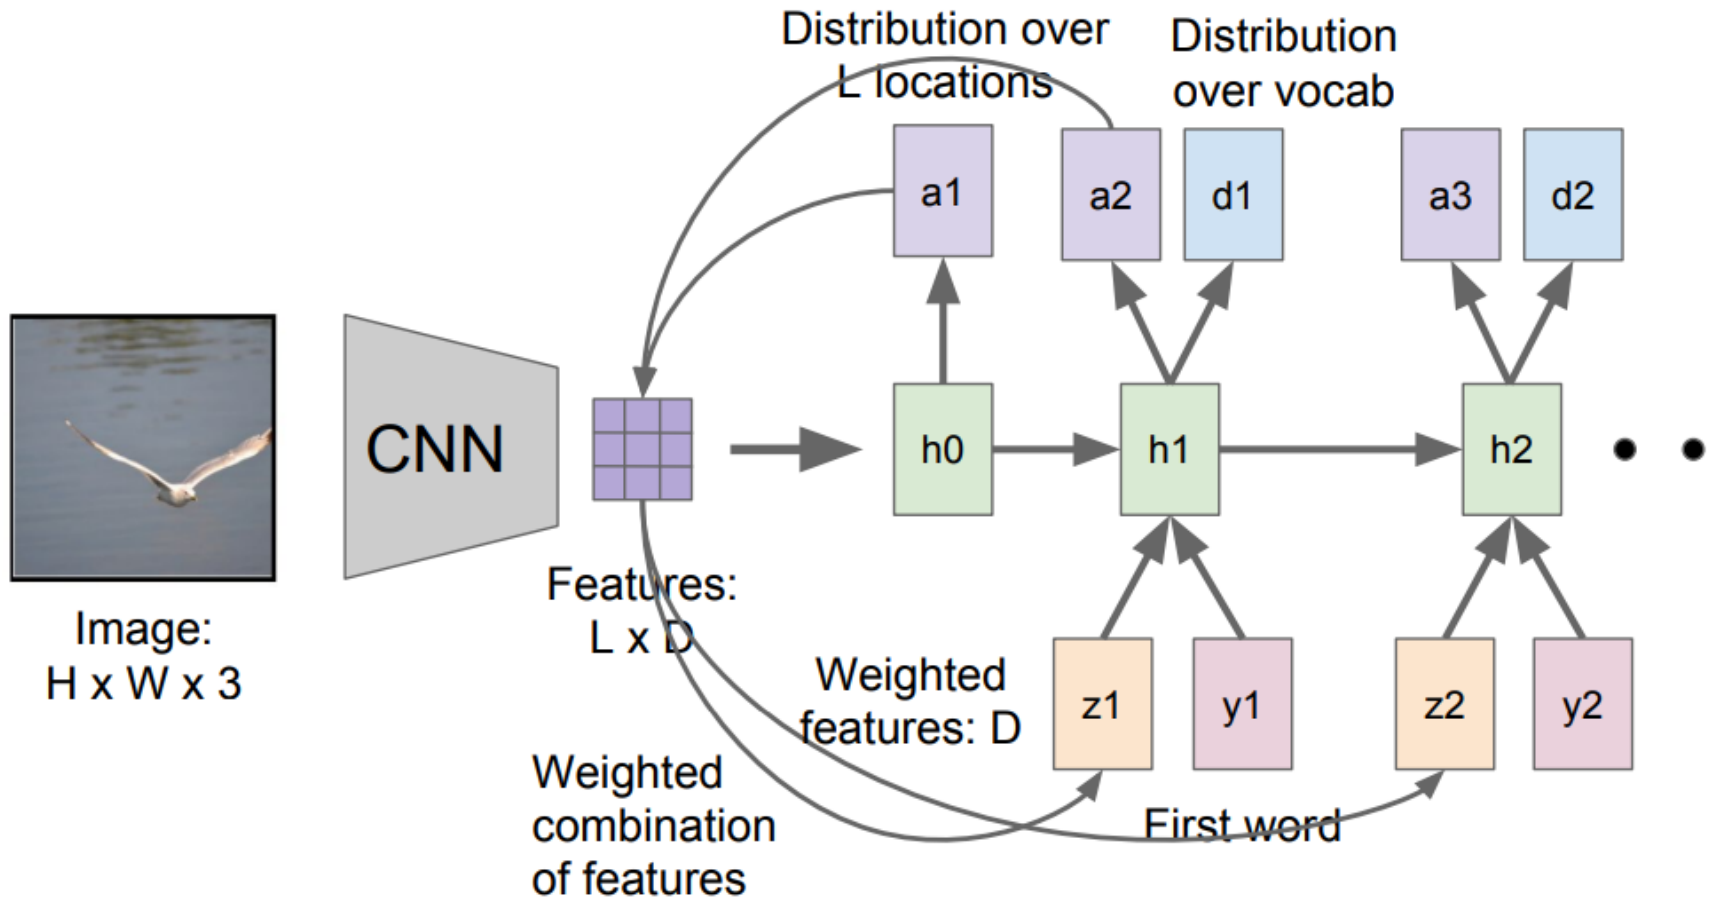 Distribution over
L locations
Distribution
over vocab
a1
a2
d1
a3
d2
CNN
h0
h1
h2
Image:
H x W x 3
Features:
L x D
Weighted
features: D
z1
y1
z2
y2
Weighted
combination
of features
First word